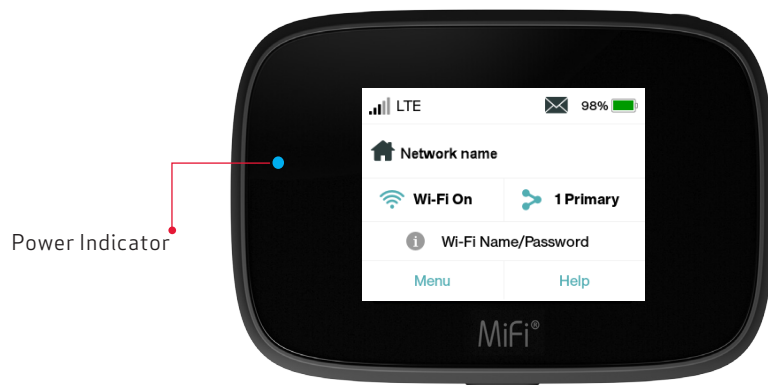 LTE
98%
Network name
Wi-Fi On
1 Primary
Power Indicator
Wi-Fi Name/Password
Menu
Help
MiFi®